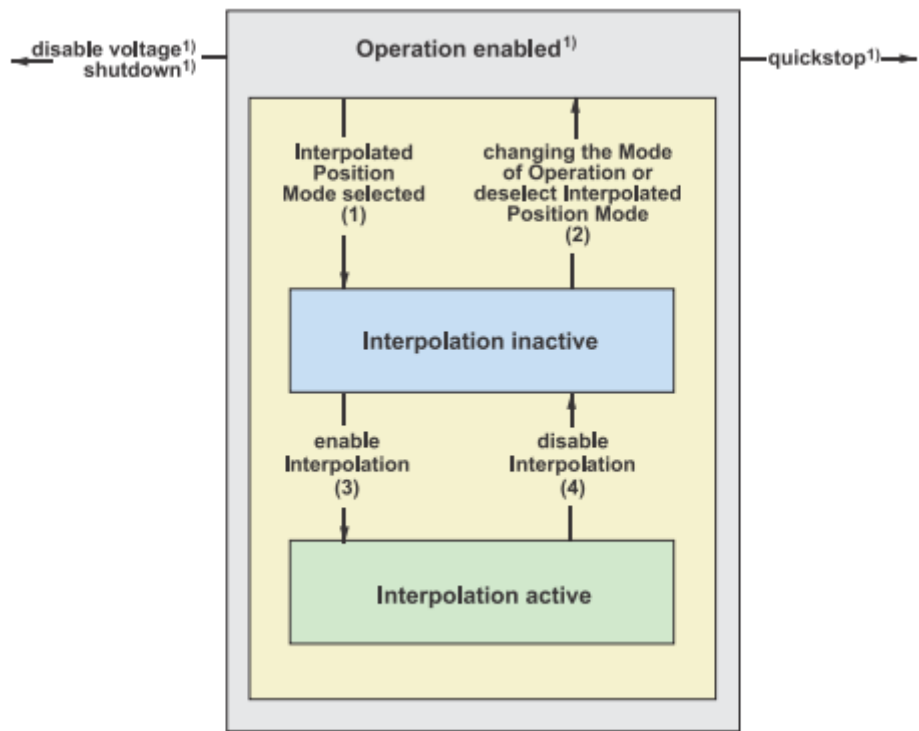 disable voltage1)
shutdown1)
Operation enabled1)
quickstop1)
Interpolated
Position
Mode selected
(1)
changing the Mode
of Operation or
deselect Interpolated
Position Mode
(2)
Interpolation inactive
enable
Interpolation
(3)
disable
Interpolation
(4)
Interpolation active